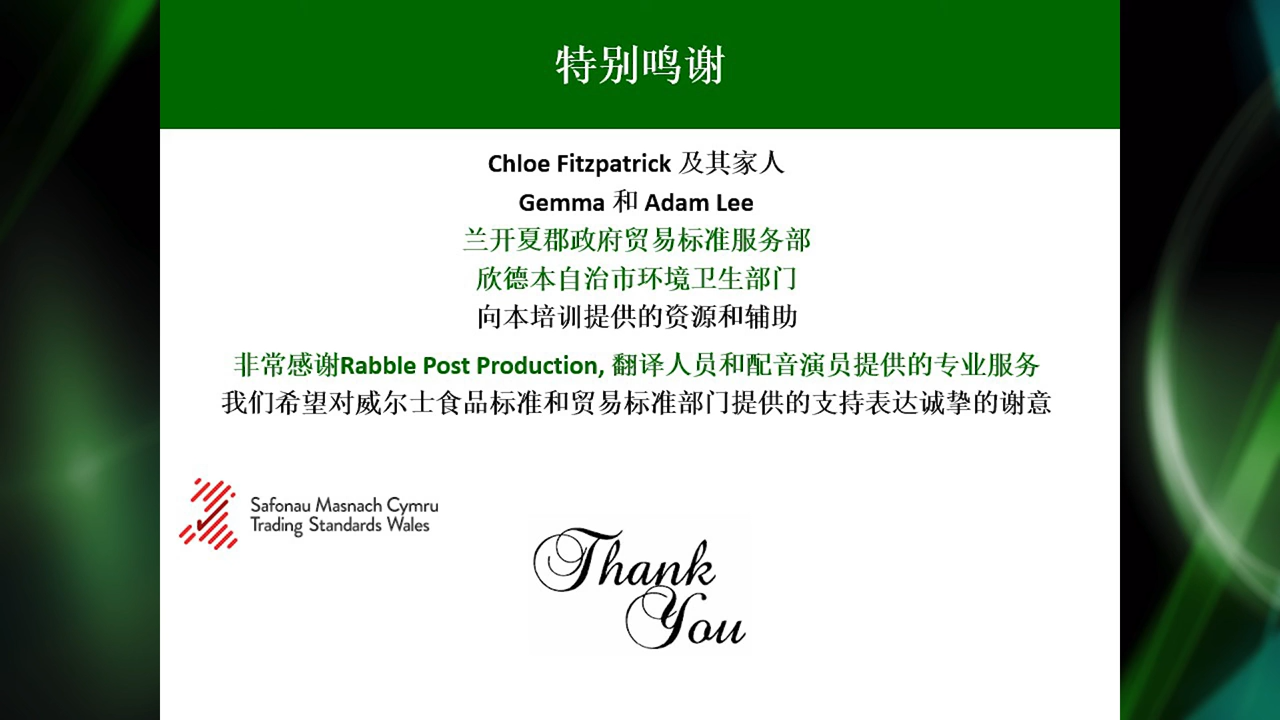 特别鸣谢
Chloe Fitzpatrick 及其家人
Gemma 和 Adam Lee
兰开夏郡政府贸易标准服务部
欣德本自治市环境卫生部门
向本培训提供的资源和辅助
非常感谢Rabble Post Production, 翻译人员和配音演员提供的专业服务
我们希望对威尔士食品标准和贸易标准部门提供的支持表达诚挚的谢意
Safonau Masnach Cymru
Trading Standards Wales
Thank
You